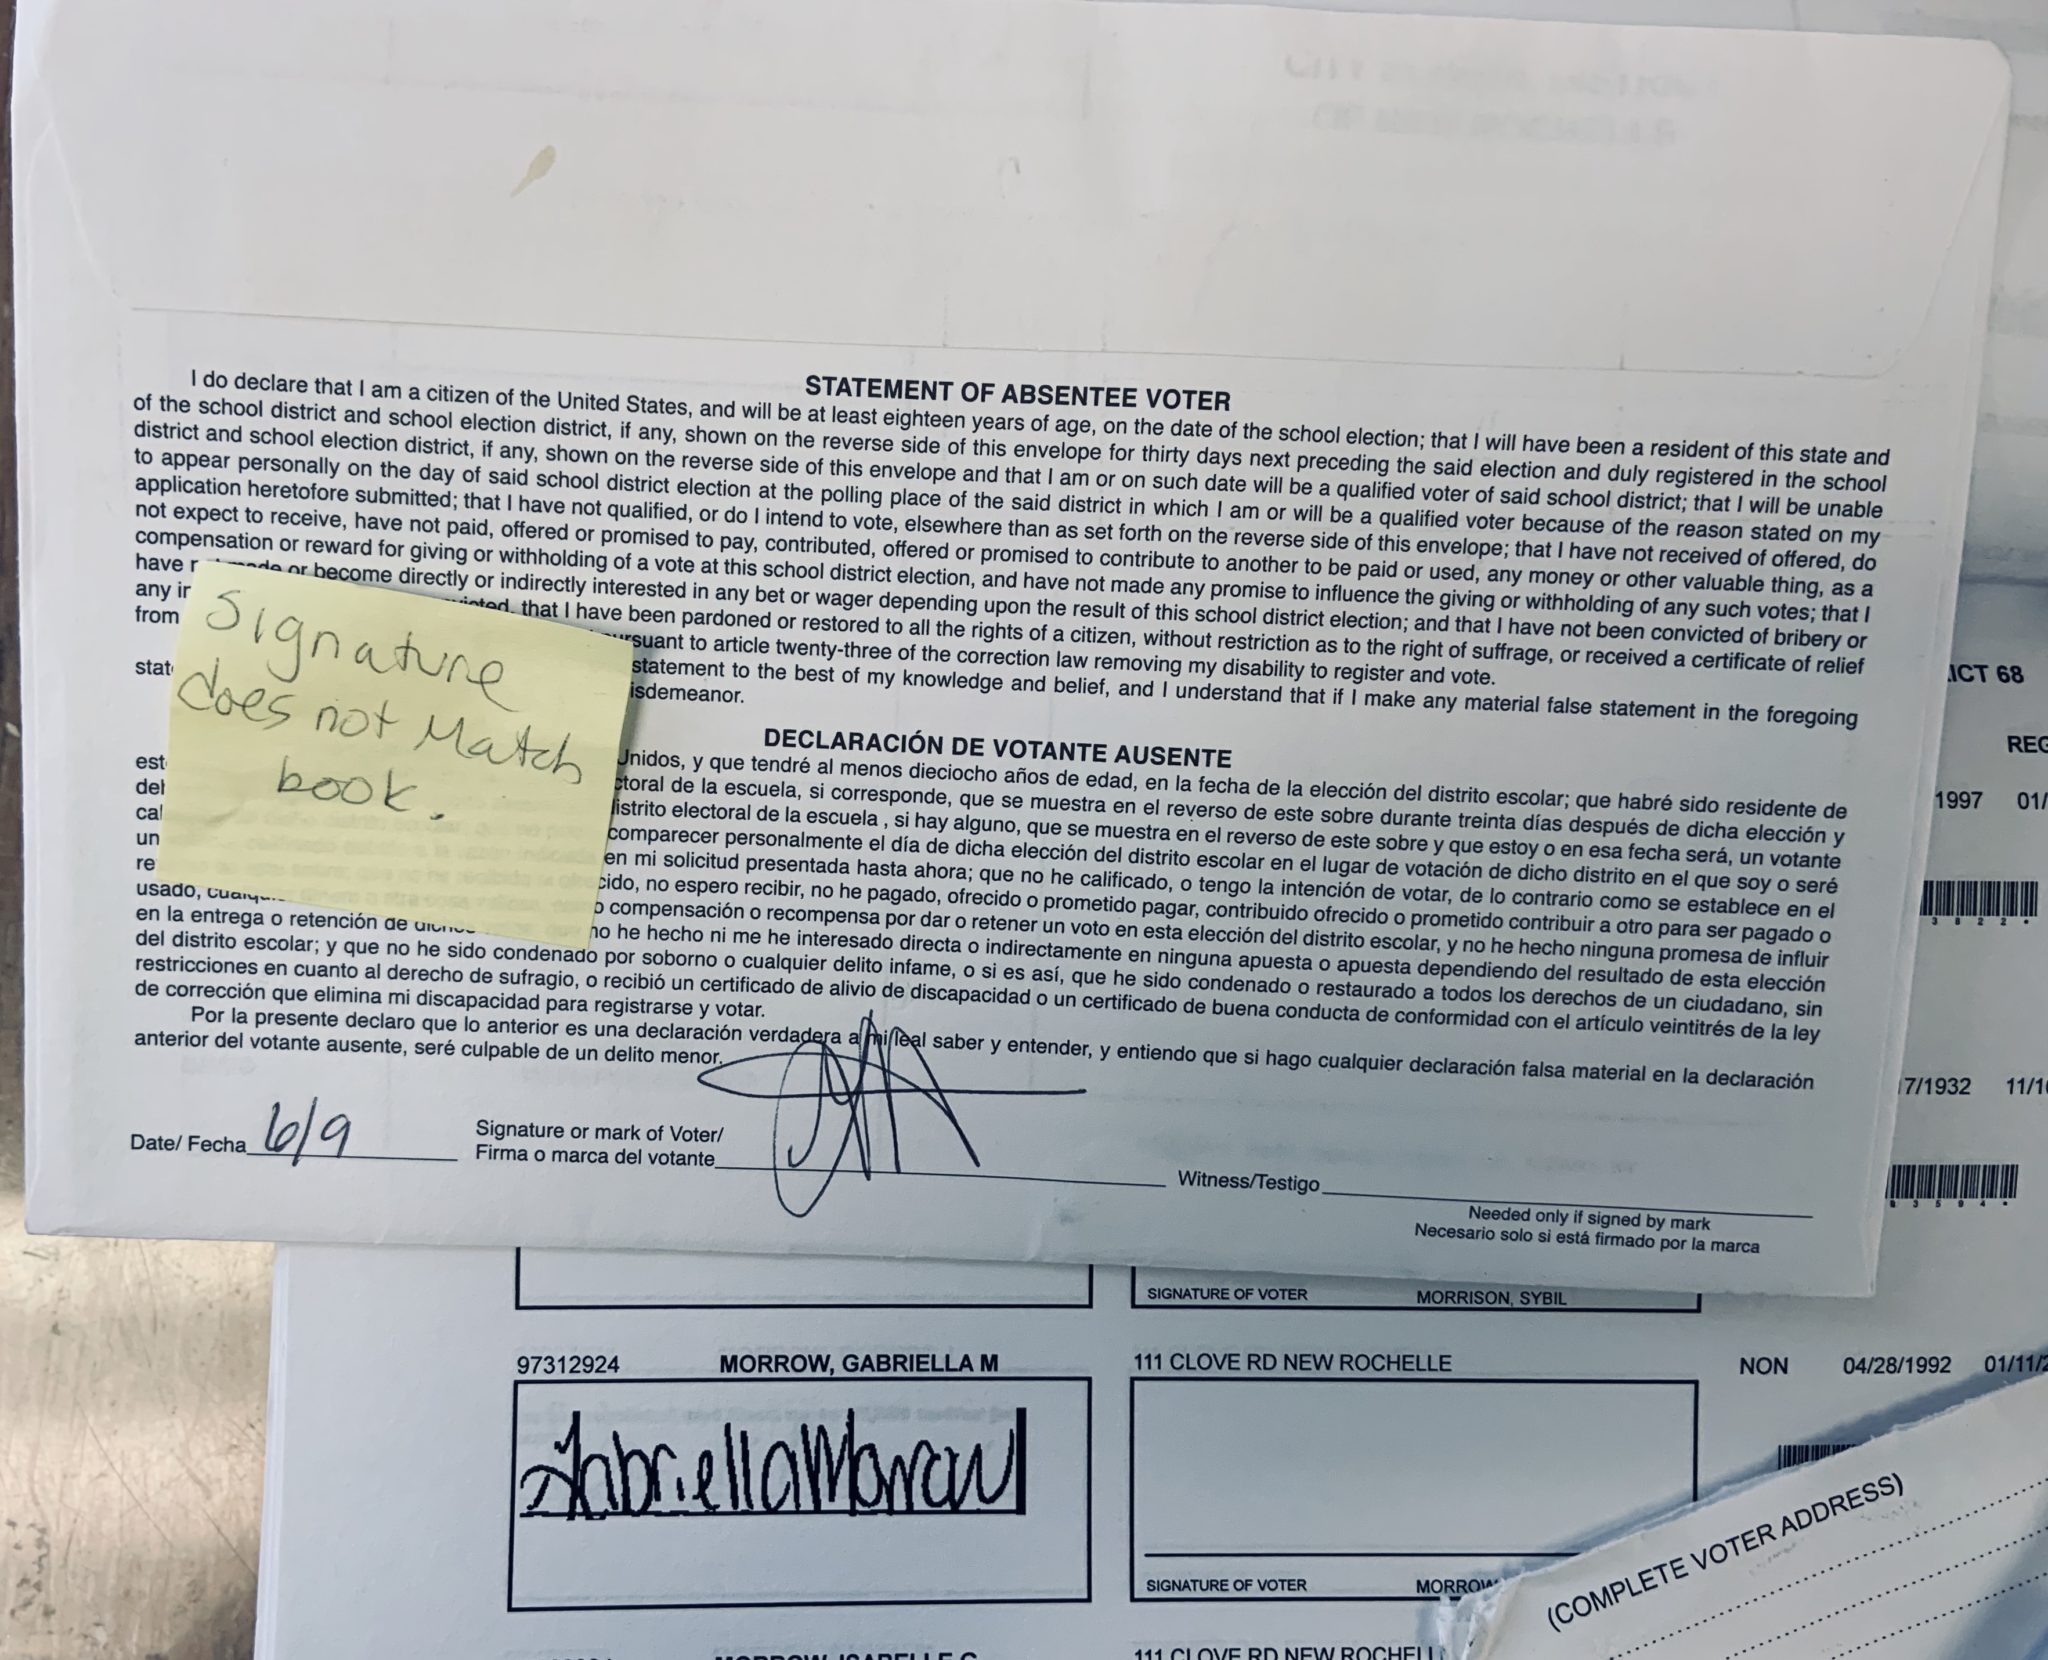 STATEMENT OF ABSENTEE VOTER
I do declare that I am a citizen of the United States, and will be at least eighteen years of age, on the date of the school election; that I will have been a resident of this state and
of the school district and school election district, if any, shown on the reverse side of this envelope for thirty days next preceding the said election and duly registered in the school
district and school election district, if any, shown on the reverse side of this envelope and that I am or on such date will be a qualified voter of said school district; that I will be unable
to appear personally on the day of said school district election at the polling place of the said district in which I am or will be a qualified voter because of the reason stated on my
application heretofore submitted; that I have not qualified, or do I intend to vote, elsewhere than as set forth on the reverse side of this envelope; that I have not received of offered, do
not expect to receive, have not paid, offered or promised to pay, contributed, offered or promised to contribute to another to be paid or used, any money or other valuable thing, as a
compensation or reward for giving or withholding of a vote at this school district election, and have not made any promise to influence the giving or withholding of any such votes; that I
have or become directly or indirectly interested in any bet or wager depending upon the result of this school district election; and that I have not been convicted of bribery or
any that I have been pardoned or restored to all the rights of a citizen, without restriction as to the right of suffrage, or received a certificate of relief
from to article twenty-three of the correction law removing my disability to register and vote.
statement to the best of my knowledge and belief, and I understand that if I make any material false statement in the foregoing
isdemeanor.
Signature
does not Match
book.
DECLARACIÓN DE VOTANTE AUSENTE
Unidos, y que tendré al menos dieciocho años de edad, en la fecha de la elección del distrito escolar; que habré sido residente de
ctoral de la escuela, si corresponde, que se muestra en el reverso de este sobre durante treinta días después de dicha elección y
istrito electoral de la escuela , si hay alguno, que se muestra en el reverso de este sobre y que estoy o en esa fecha será, un votante
un comparecer personalmente el día de dicha elección del distrito escolar en el lugar de votación de dicho distrito en el que soy o seré
re en mi solicitud presentada hasta ahora; que no he calificado, o tengo la intención de votar, de lo contrario como se establece en el
cido, no espero recibir, no he pagado, ofrecido o prometido pagar, contribuido ofrecido o prometido contribuir a otro para ser pagado o
usado, o compensación o recompensa por dar o retener un voto en esta elección del distrito escolar, y no he hecho ninguna promesa de influir
en la entrega o retención de no he hecho ni me he interesado directa o indirectamente en ninguna apuesta o apuesta dependiendo del resultado de esta elección
del distrito escolar; y que no he sido condenado por soborno o cualquier delito infame, o si es así, que he sido condenado o restaurado a todos los derechos de un ciudadano, sin
restricciones en cuanto al derecho de sufragio, o recibió un certificado de alivio de discapacidad o un certificado de buena conducta de conformidad con el artículo veintitrés de la ley
de corrección que elimina mi discapacidad para registrarse y votar.
Por la presente declaro que lo anterior es una declaración verdadera a mi leal saber y entender, y entiendo que si hago cualquier declaración falsa material en la declaración
anterior del votante ausente, seré culpable de un delito menor.
Date/ Fecha 6/9
Signature or mark of Voter/
Firma o marca del votante
Witness/Testigo
Needed only if signed by mark
Necesario solo si está firmado por la marca
ICT 68
REG
1997 01/
3 8 2 2 *
7/1932 11/1
3 5 9 4 *
SIGNATURE OF VOTER MORRISON, SYBIL
97312924 MORROW, GABRIELLA M 111 CLOVE RD NEW ROCHELLE NON 04/28/1992 01/11/2
Gabriella Morrow
SIGNATURE OF VOTER MORROW
(COMPLETE VOTER ADDRESS)
MORROW, ISABELLE C 111 CLOVE RD NEW ROCHELL